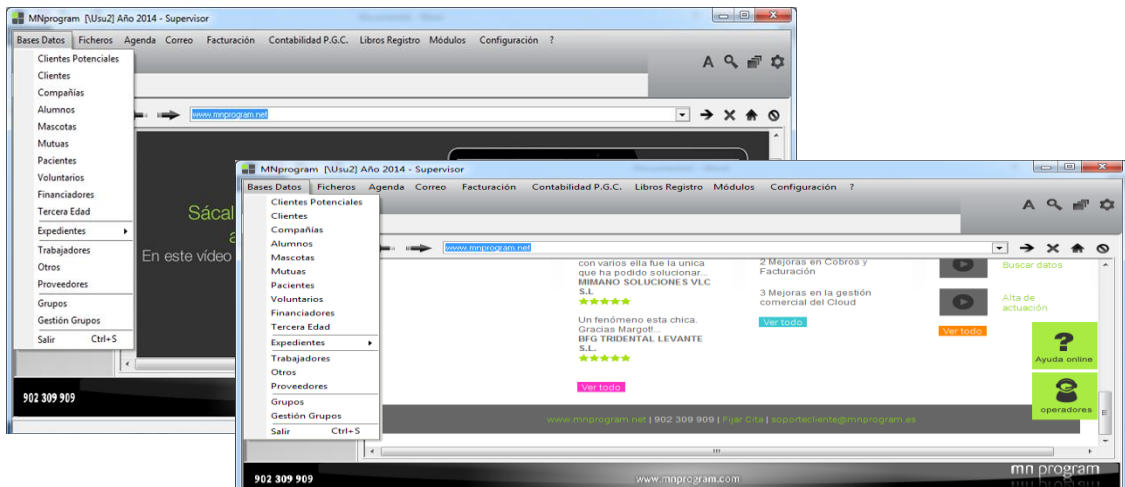 MNprogram [\Usu2] Año 2014 - Supervisor
Bases Datos Ficheros Agenda Correo Facturación Contabilidad P.G.C. Libros Registro Módulos Configuración ?
Clientes Potenciales
Clientes
Compañías
Alumnos
Mascotas
Mutuas
Pacientes
Voluntarios
Financiadores
Tercera Edad
Expedientes
Trabajadores
Otros
Proveedores
Grupos
Gestión Grupos
Salir Ctrl+S
A
www.mnprogram.net
Sácal
a
En este vídeo
902 309 909
MNprogram [\Usu2] Año 2014 - Supervisor
Bases Datos Ficheros Agenda Correo Facturación Contabilidad P.G.C. Libros Registro Módulos Configuración ?
Clientes Potenciales
Clientes
Compañías
Alumnos
Mascotas
Mutuas
Pacientes
Voluntarios
Financiadores
Tercera Edad
Expedientes
Trabajadores
Otros
Proveedores
Grupos
Gestión Grupos
Salir Ctrl+S
A
www.mnprogram.net
con varios ella fue la unica
que ha podido solucionar...
MIMANO SOLUCIONES VLC
S.L
Un fenómeno esta chica.
Gracias Margot!...
BFG TRIDENTAL LEVANTE
S.L.
Ver todo
2 Mejoras en Cobros y
Facturación
3 Mejoras en la gestión
comercial del Cloud
Ver todo
Buscar datos
Alta de
actuación
Ver todo
?
Ayuda online
operadores
www.mnprogram.net | 902 309 909 | Fijar Cita | soportecliente@mnprogram.es
902 309 909
www.mnprogram.com
mn program